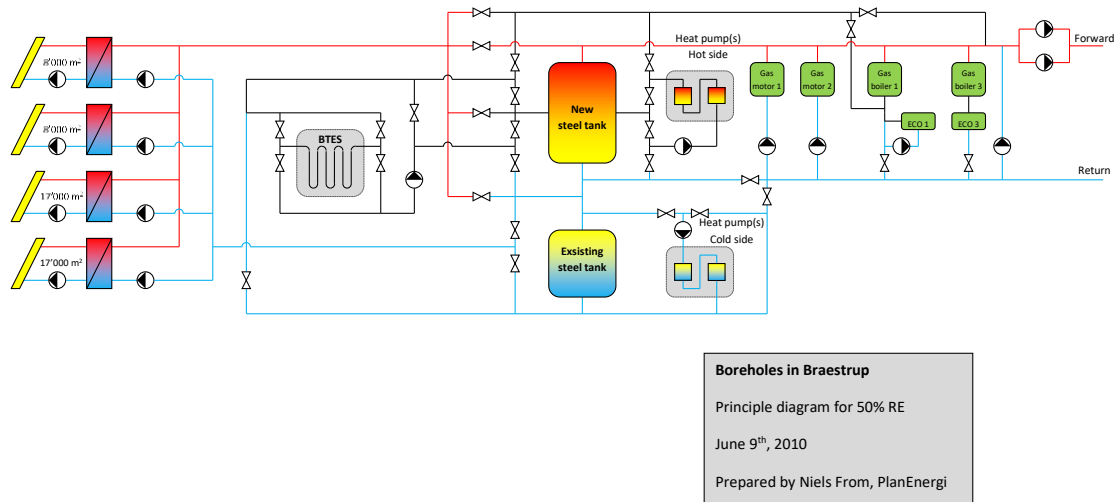 Forward
Heat pump(s)
Hot side
8'000 m²
Gas
motor 1
Gas
motor 2
Gas
boiler 1
Gas
boiler 3
New
steel tank
8'000 m²
ECO 1
ECO 3
BTES
Return
17'000 m²
Heat pump(s)
Cold side
Exsisting
steel tank
17'000 m²
Boreholes in Braestrup
Principle diagram for 50% RE
June 9th, 2010
Prepared by Niels From, PlanEnergi